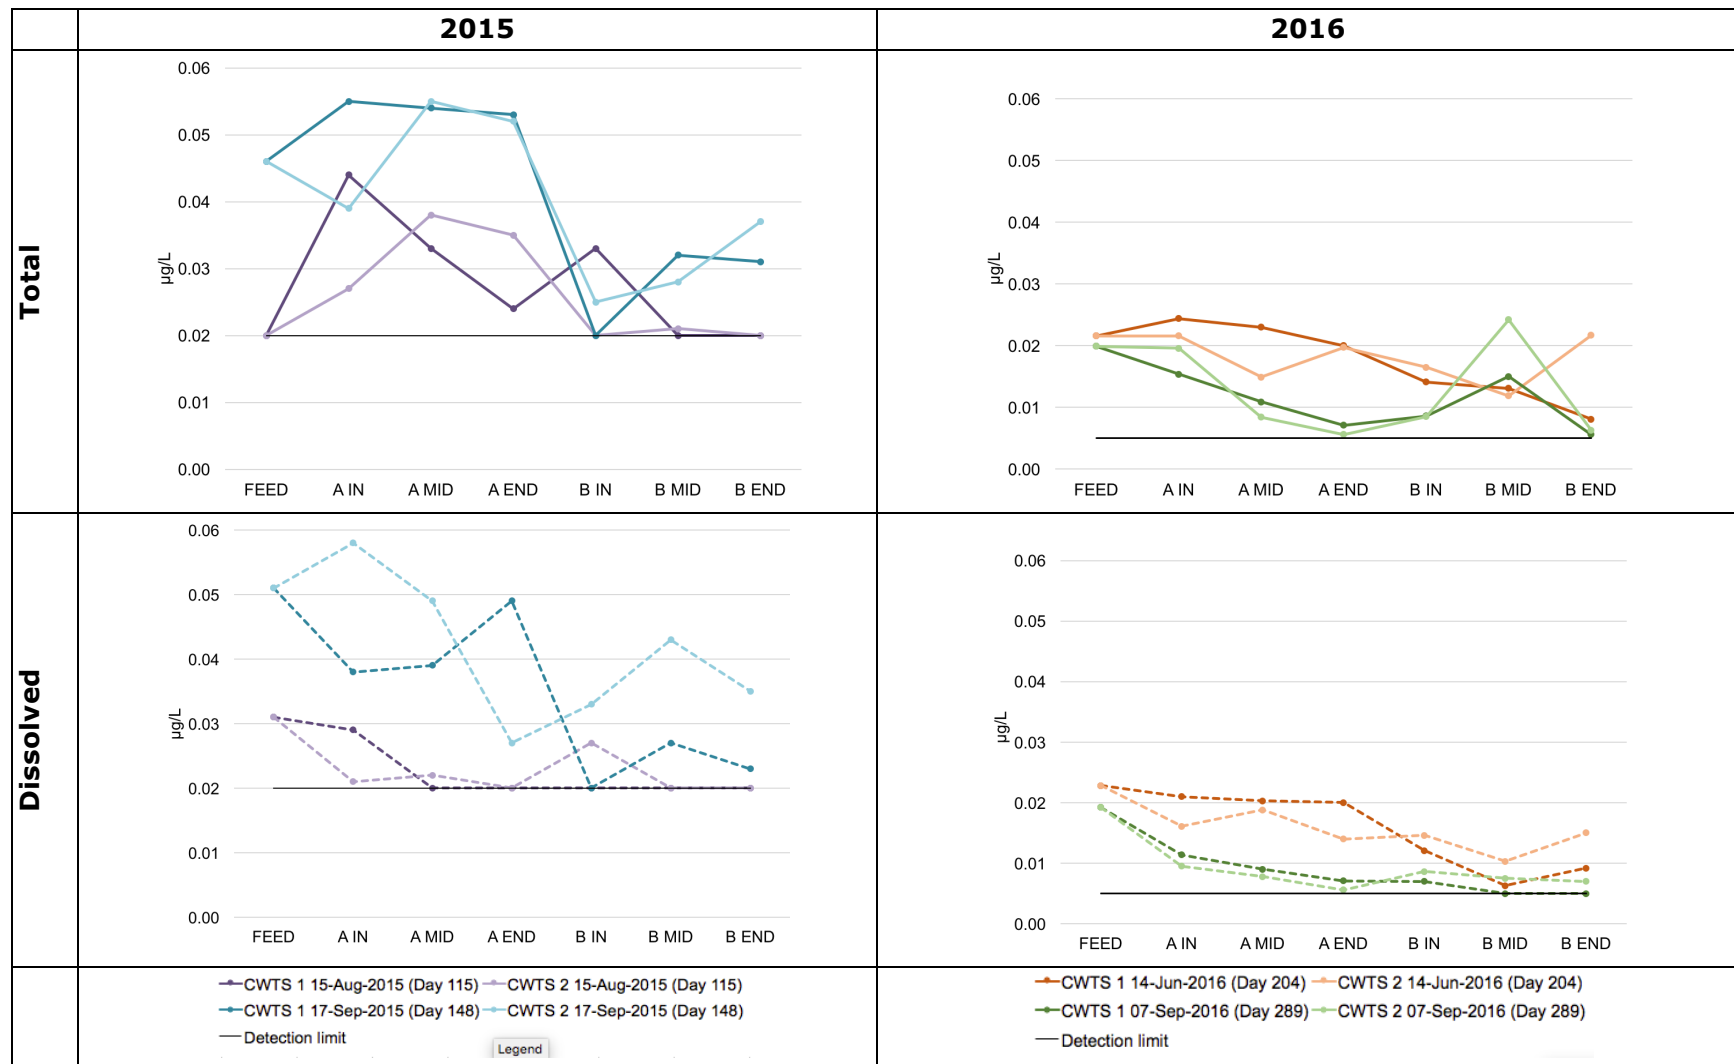 2015
2016
Total
0.06
0.05
0.04
0.03
0.02
0.01
0.00
µg/L
FEED A IN A MID A END B IN B MID B END
0.06
0.05
0.04
0.03
0.02
0.01
0.00
µg/L
FEED A IN A MID A END B IN B MID B END
Dissolved
0.06
0.05
0.04
0.03
0.02
0.01
0.00
µg/L
FEED A IN A MID A END B IN B MID B END
0.06
0.05
0.04
0.03
0.02
0.01
0.00
µg/L
FEED A IN A MID A END B IN B MID B END
CWTS 1 15-Aug-2015 (Day 115) CWTS 2 15-Aug-2015 (Day 115)
CWTS 1 17-Sep-2015 (Day 148) CWTS 2 17-Sep-2015 (Day 148)
Detection limit
Legend
CWTS 1 14-Jun-2016 (Day 204) CWTS 2 14-Jun-2016 (Day 204)
CWTS 1 07-Sep-2016 (Day 289) CWTS 2 07-Sep-2016 (Day 289)
Detection limit